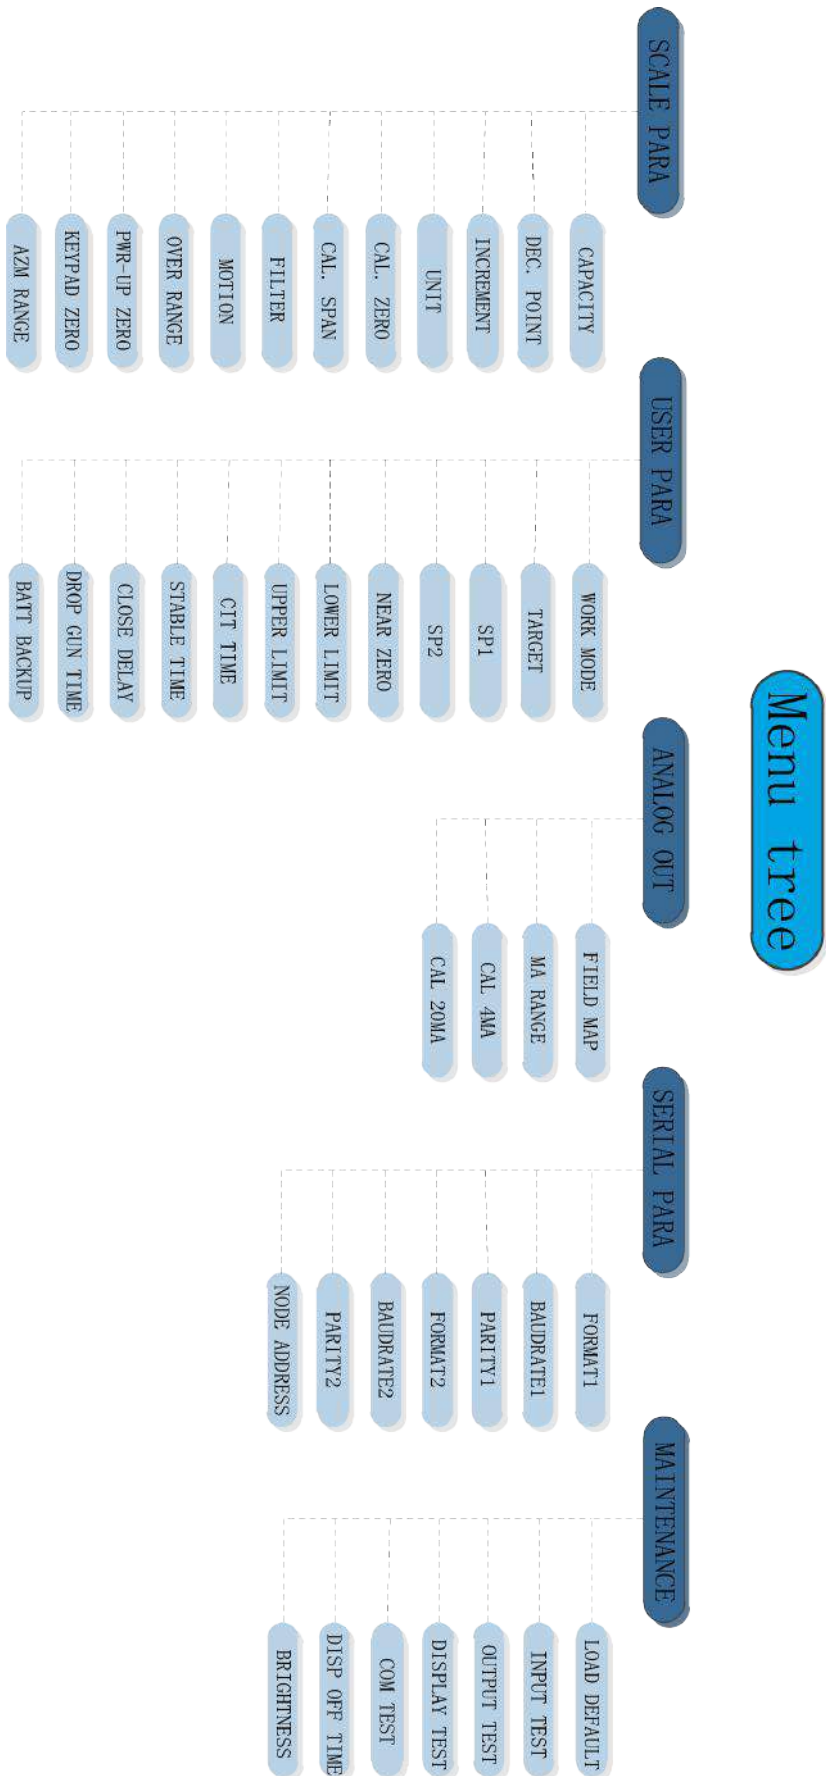 Menu tree
SCALE PARA
CAPACITY
DEC. POINT
INCREMENT
UNIT
CAL. ZERO
CAL. SPAN
FILTER
MOTION
OVER RANGE
PWR-UP ZERO
KEYPAD ZERO
AZM RANGE
USER PARA
WORK MODE
TARGET
SP1
SP2
NEAR ZERO
LOWER LIMIT
UPPER LIMIT
CIT TIME
STABLE TIME
CLOSE DELAY
DROP GUN TIME
BATT BACKUP
ANALOG OUT
FIELD MAP
MA RANGE
CAL 4MA
CAL 20MA
SERIAL PARA
FORMAT1
BAUDRATE1
PARITY1
FORMAT2
BAUDRATE2
PARITY2
NODE ADDRESS
MAINTENANCE
LOAD DEFAULT
INPUT TEST
OUTPUT TEST
DISPLAY TEST
COM TEST
DISP OFF TIME
BRIGHTNESS